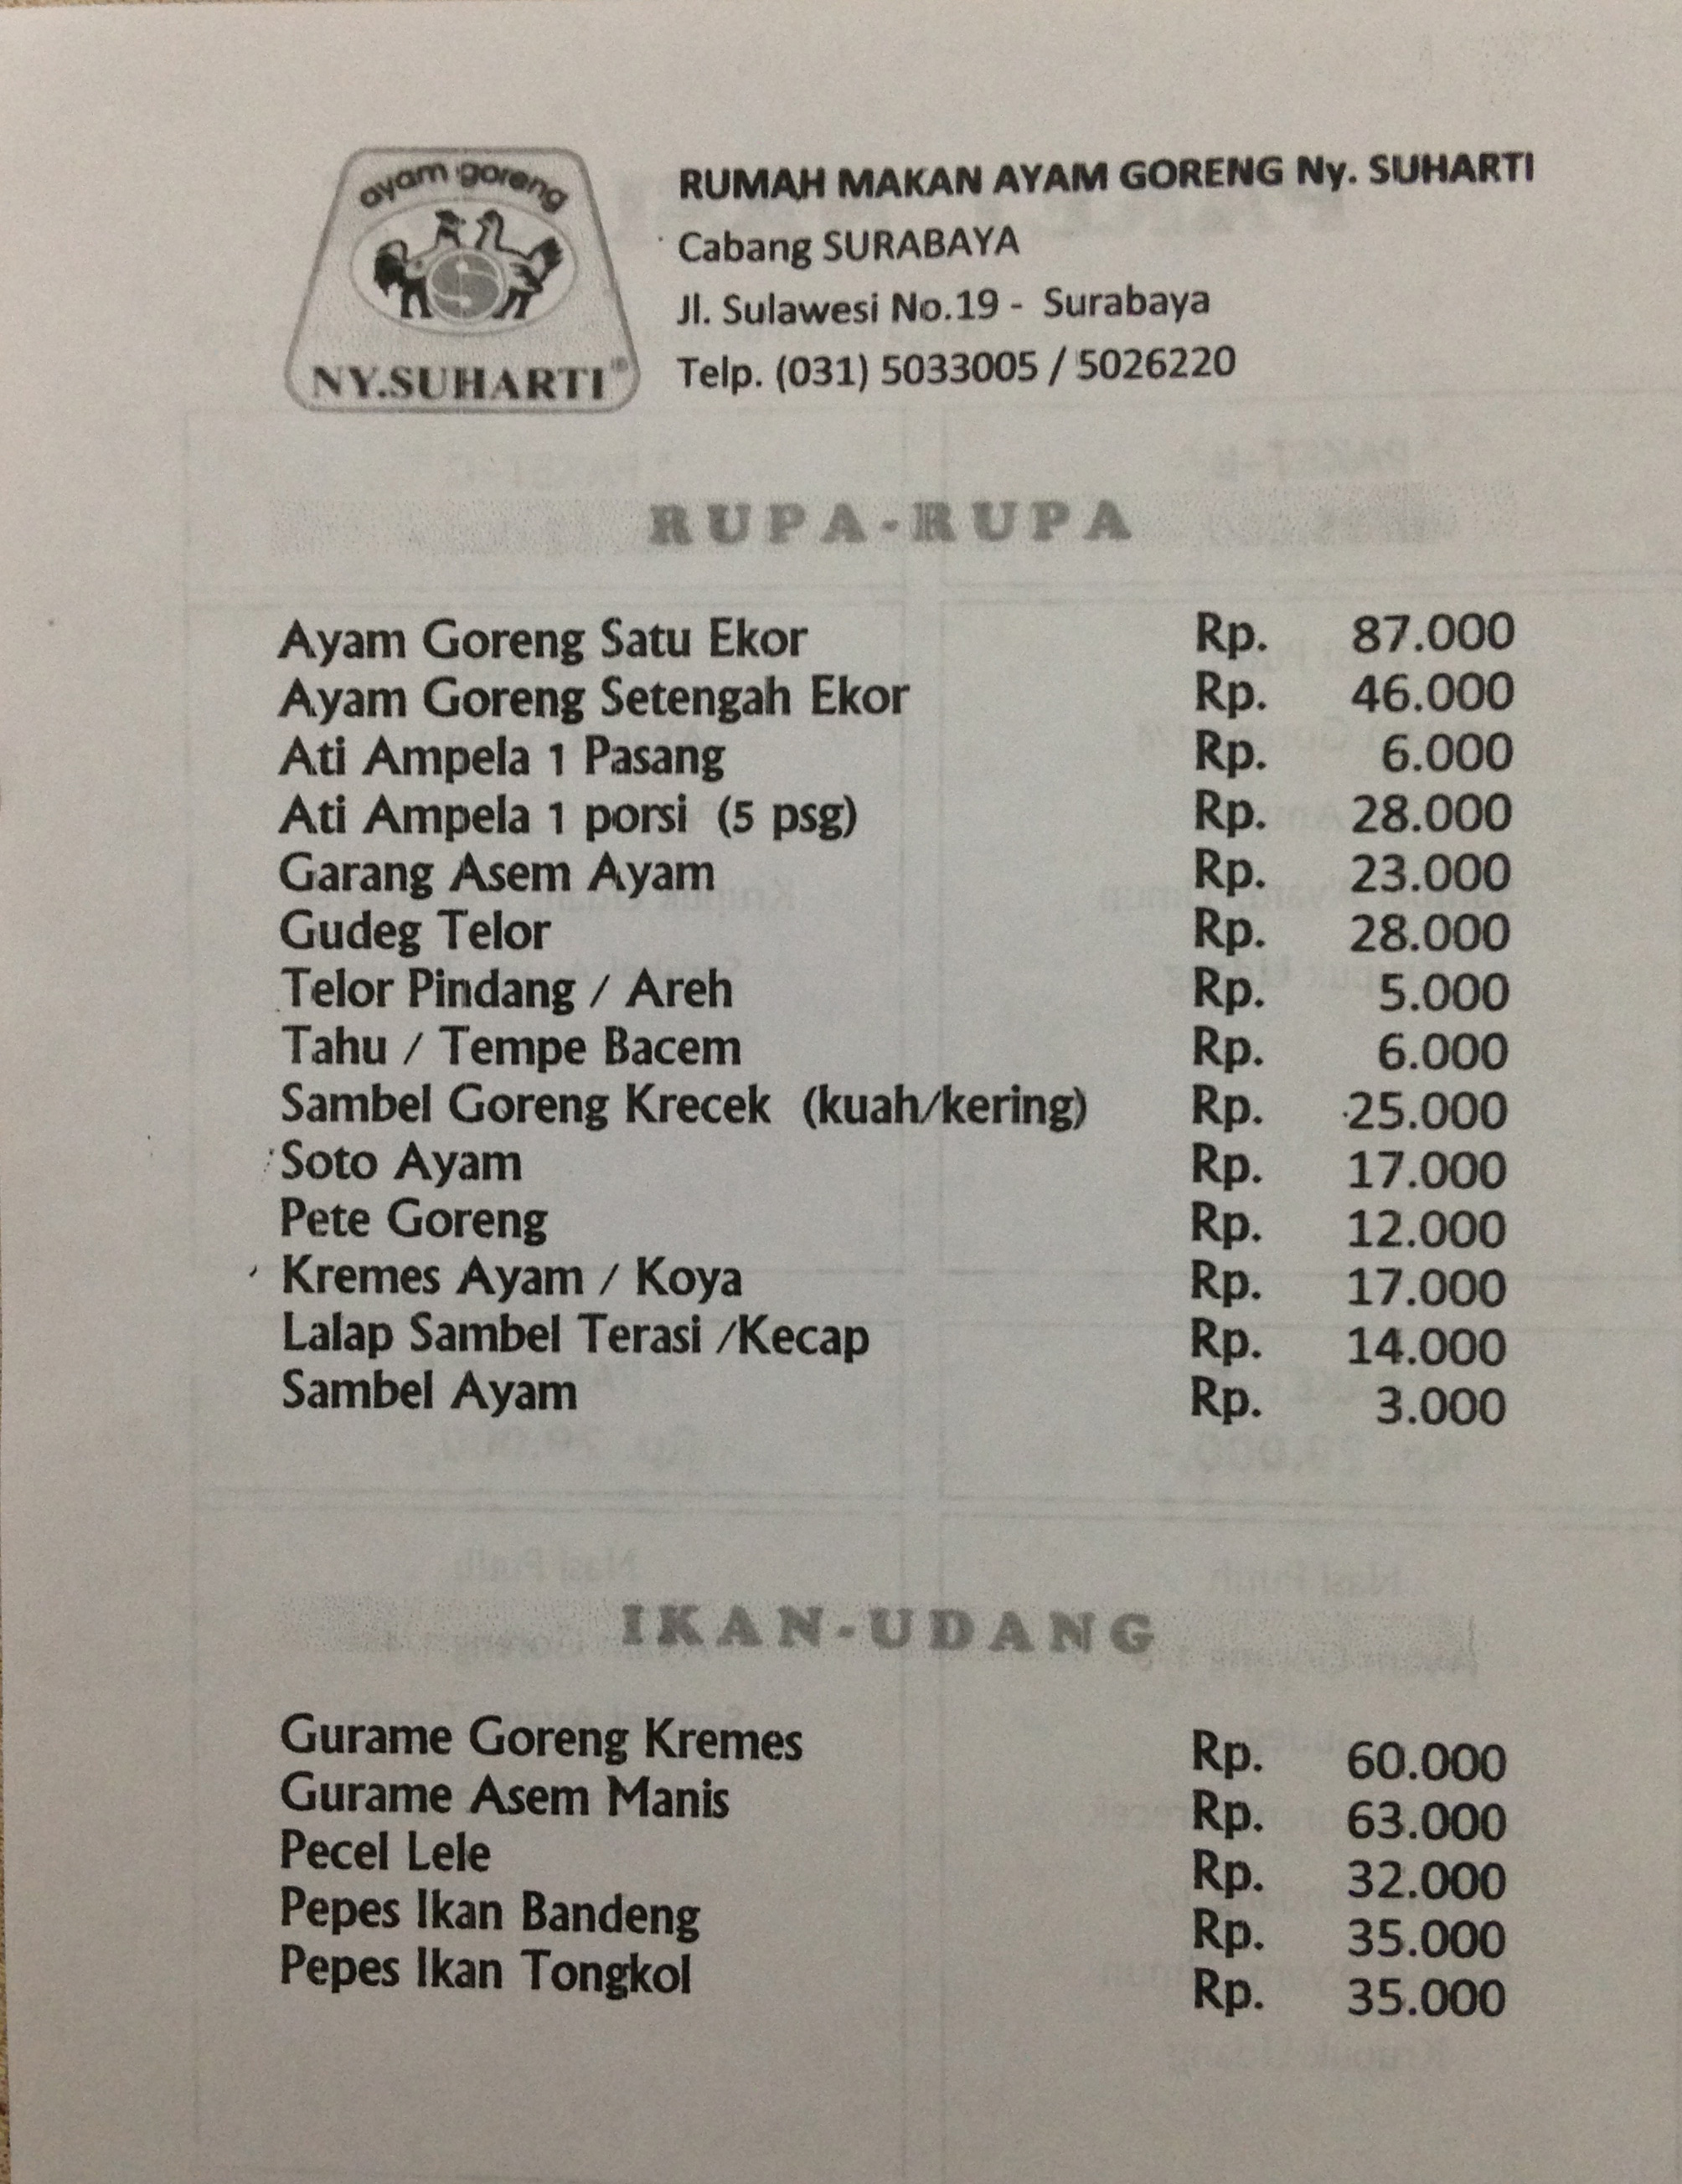 ayam goreng
NY.SUHARTI®
RUMAH MAKAN AYAM GORENG Ny. SUHARTI
Cabang SURABAYA
Jl. Sulawesi No.19 - Surabaya
Telp. (031) 5033005 / 5026220
RUPA-RUPA
Ayam Goreng Satu Ekor Rp. 87.000
Ayam Goreng Setengah Ekor Rp. 46.000
Ati Ampela 1 Pasang Rp. 6.000
Ati Ampela 1 porsi (5 psg) Rp. 28.000
Garang Asem Ayam Rp. 23.000
Gudeg Telor Rp. 28.000
Telor Pindang / Areh Rp. 5.000
Tahu / Tempe Bacem Rp. 6.000
Sambel Goreng Krecek (kuah/kering) Rp. 25.000
Soto Ayam Rp. 17.000
Pete Goreng Rp. 12.000
Kremes Ayam / Koya Rp. 17.000
Lalap Sambel Terasi /Kecap Rp. 14.000
Sambel Ayam Rp. 3.000
IKAN-UDANG
Gurame Goreng Kremes Rp. 60.000
Gurame Asem Manis Rp. 63.000
Pecel Lele Rp. 32.000
Pepes Ikan Bandeng Rp. 35.000
Pepes Ikan Tongkol Rp. 35.000